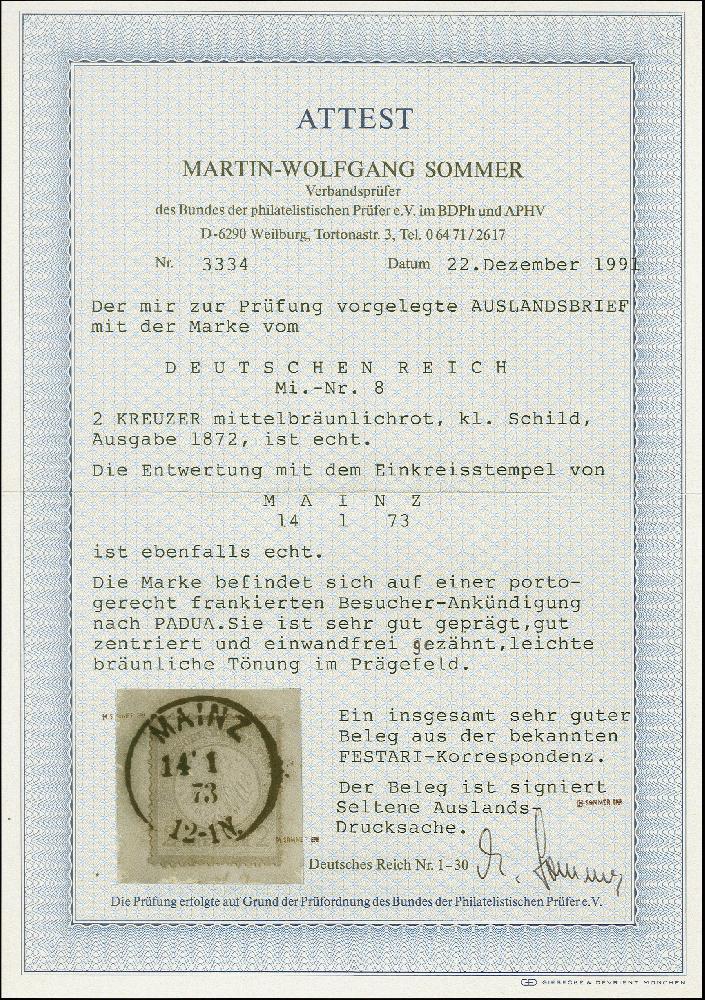 ATTEST
MARTIN-WOLFGANG SOMMER
Verbandsprüfer
des Bundes der philatelistischen Prüfer e.V. im BDPh und APHV
D-6290 Weilburg, Tortonastr. 3, Tel. 0 64 71 / 26 17
Nr. 3334 Datum 22.Dezember 1991
Der mir zur Prüfung vorgelegte AUSLANDSBRIEF
mit der Marke vom
D E U T S C H E N R E I C H
Mi.-Nr. 8
2 KREUZER mittelbräunlichrot, kl. Schild,
Ausgabe 1872, ist echt.
Die Entwertung mit dem Einkreisstempel von
M A I N Z
14 1 73
ist ebenfalls echt.
Die Marke befindet sich auf einer porto-
gerecht frankierten Besucher-Ankündigung
nach PADUA.Sie ist sehr gut geprägt,gut
zentriert und einwandfrei gezähnt,leichte
bräunliche Tönung im Prägefeld.
MAINZ
14 1
73
12-1N.
Ein insgesamt sehr guter
Beleg aus der bekannten
FESTARI-Korrespondenz.
Der Beleg ist signiert
Seltene Auslands-
Drucksache.
Deutsches Reich Nr. 1-30
Die Prüfung erfolgte auf Grund der Prüfordnung des Bundes der Philatelistischen Prüfer e.V.
GIESECKE & DEVRIENT MÜNCHEN